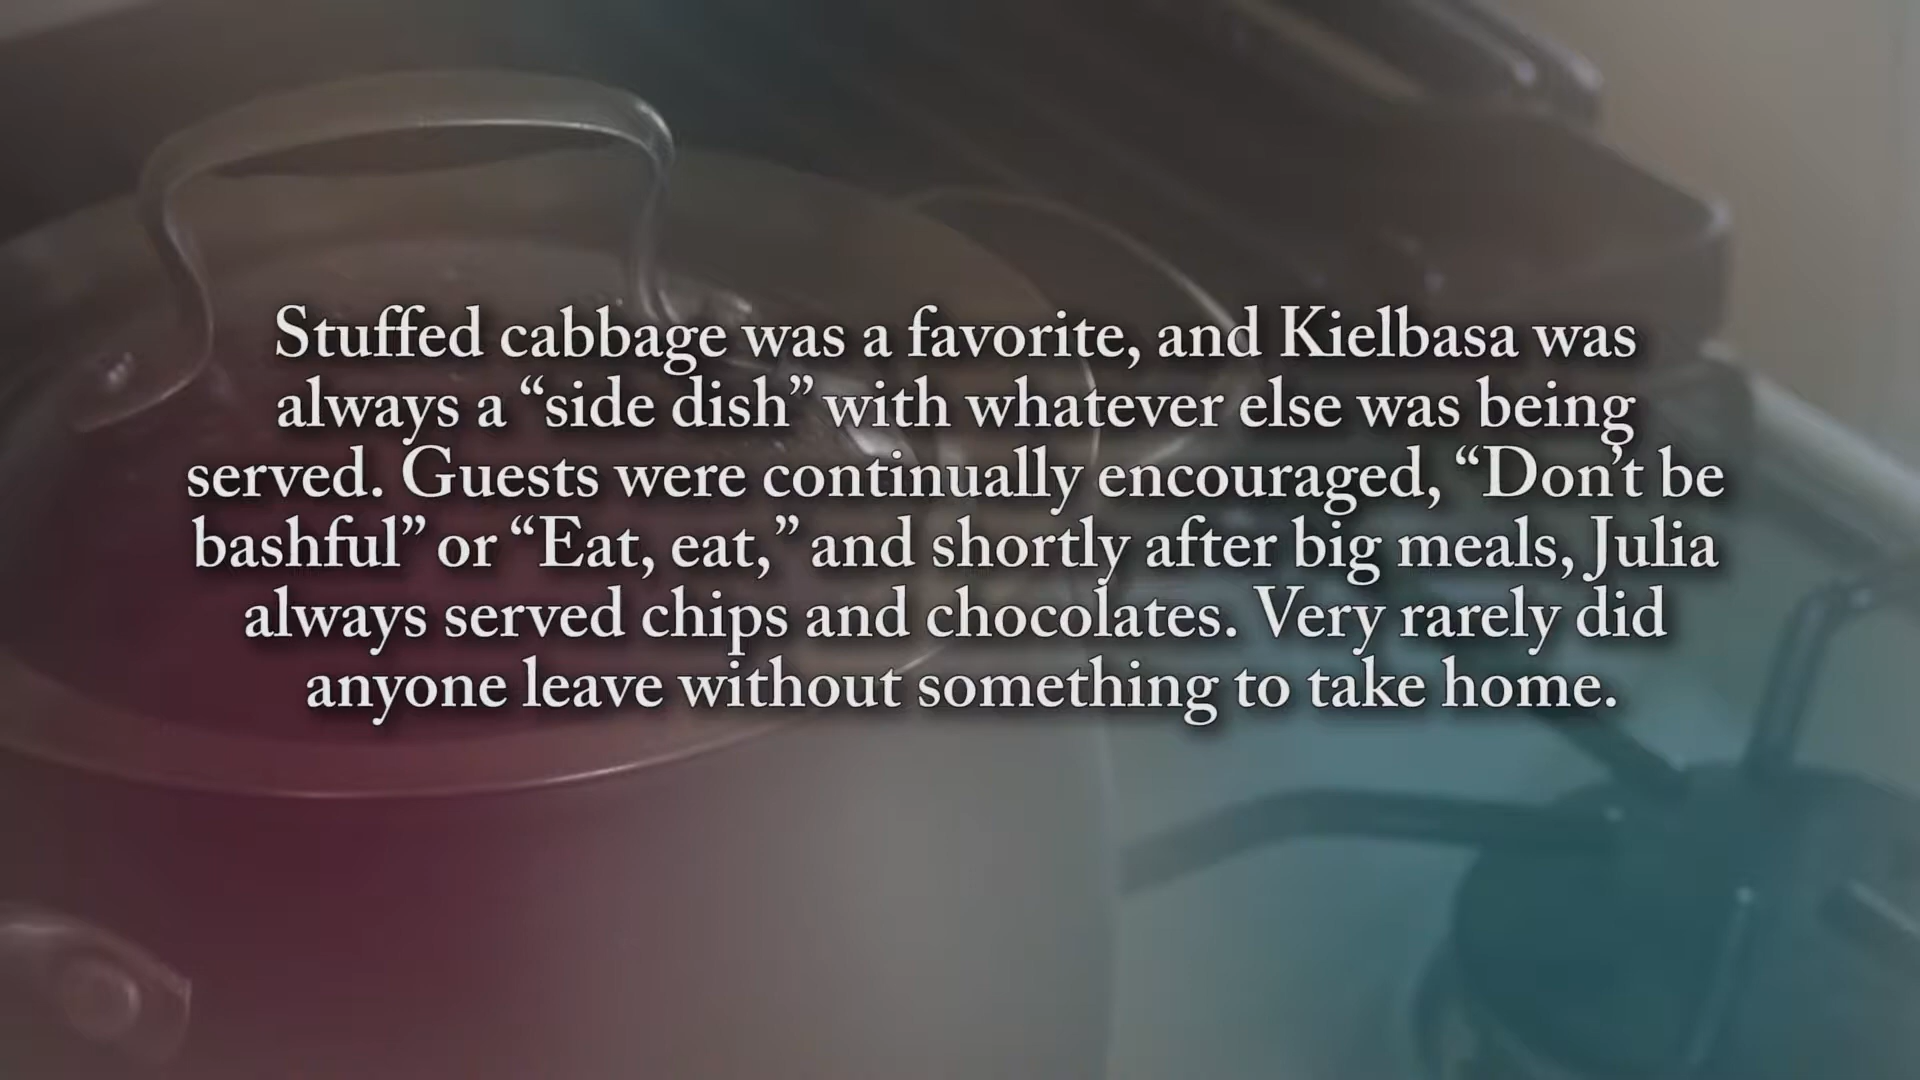 Stuffed cabbage was a favorite, and Kielbasa was
always a “side dish” with whatever else was being
served. Guests were continually encouraged, “Don’t be
bashful” or “Eat, eat,” and shortly after big meals, Julia
always served chips and chocolates. Very rarely did
anyone leave without something to take home.